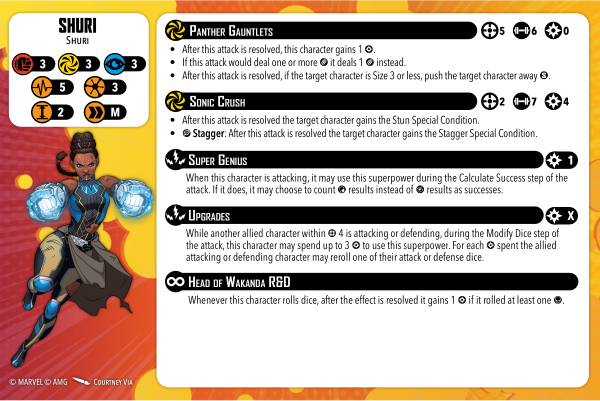 SHURI
Shuri
3 3 3
5 3
2 M
© MARVEL © AMG Courtney Via
Panther Gauntlets 5 6 0
• After this attack is resolved, this character gains 1 .
• If this attack would deal one or more it deals 1 instead.
• After this attack is resolved, if the target character is Size 3 or less, push the target character away S.
Sonic Crush 2 7 4
• After this attack is resolved the target character gains the Stun Special Condition.
• Stagger: After this attack is resolved the target character gains the Stagger Special Condition.
Super Genius 1
When this character is attacking, it may use this superpower during the Calculate Success step of the
attack. If it does, it may choose to count results instead of results as successes.
Upgrades X
While another allied character within 4 is attacking or defending, during the Modify Dice step of
the attack, this character may spend up to 3 to use this superpower. For each spent the allied
attacking or defending character may reroll one of their attack or defense dice.
Head of Wakanda R&D
Whenever this character rolls dice, after the effect is resolved it gains 1 if it rolled at least one .